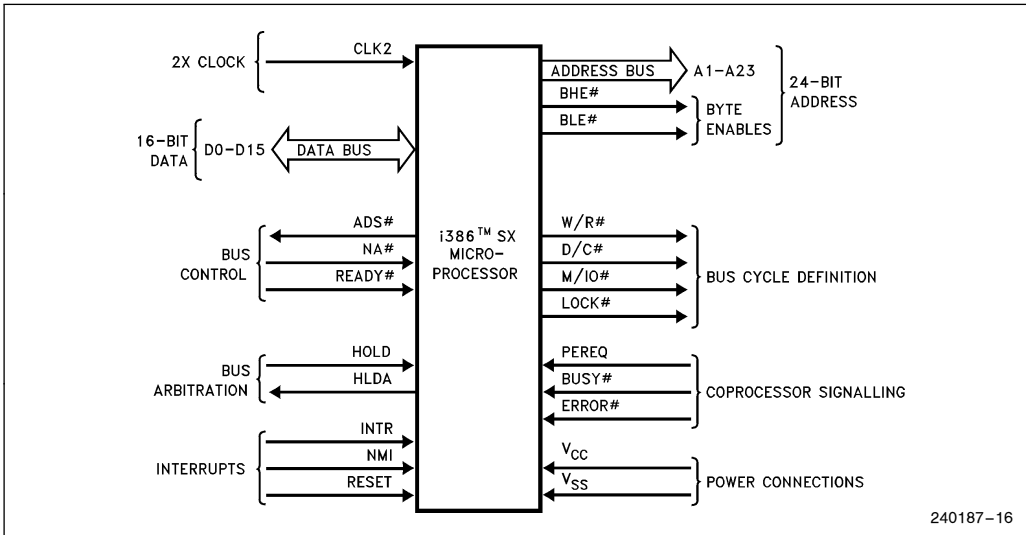 2X CLOCK
CLK2
16-BIT
DATA
D0-D15
DATA BUS
BUS
CONTROL
ADS#
NA#
READY#
BUS
ARBITRATION
HOLD
HLDA
INTERRUPTS
INTR
NMI
RESET
i386™ SX
MICRO-
PROCESSOR
ADDRESS BUS
A1-A23
BHE#
BLE#
BYTE
ENABLES
24-BIT
ADDRESS
W/R#
D/C#
M/IO#
LOCK#
BUS CYCLE DEFINITION
PEREQ
BUSY#
ERROR#
COPROCESSOR SIGNALLING
VCC
VSS
POWER CONNECTIONS
240187-16